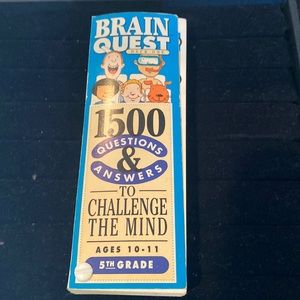 BRAIN
QUEST
1500
QUESTIONS
&
ANSWERS
TO
CHALLENGE
THE MIND
AGES 10-11
5TH GRADE